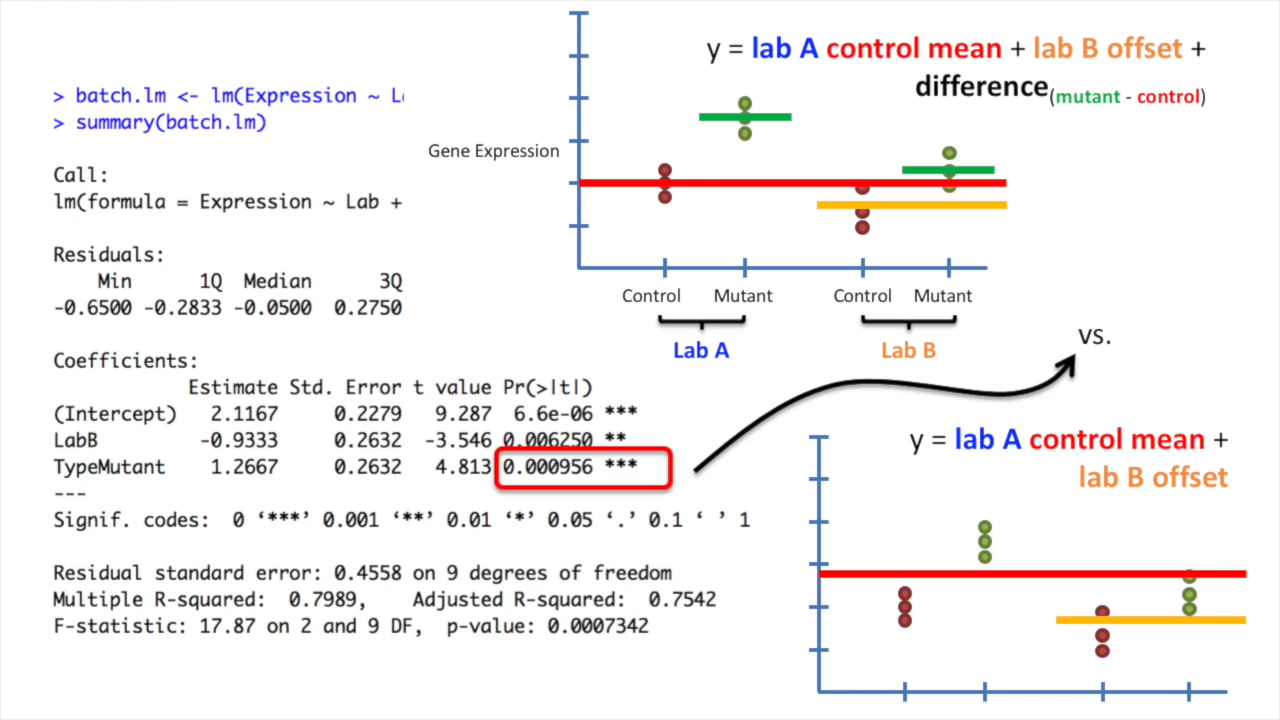 > batch.lm <- lm(Expression ~
> summary(batch.lm)
Call:
lm(formula = Expression ~ Lab +
Residuals:
Min 1Q Median 3Q
-0.6500 -0.2833 -0.0500 0.2750
Coefficients:
Estimate Std. Error t value Pr(>|t|)
(Intercept) 2.1167 0.2279 9.287 6.6e-06 ***
LabB -0.9333 0.2632 -3.546 0.006250 **
TypeMutant 1.2667 0.2632 4.813 0.000956 ***
---
Signif. codes: 0 ‘***’ 0.001 ‘**’ 0.01 ‘*’ 0.05 ‘.’ 0.1 ‘ ’ 1
Residual standard error: 0.4558 on 9 degrees of freedom
Multiple R-squared: 0.7989, Adjusted R-squared: 0.7542
F-statistic: 17.87 on 2 and 9 DF, p-value: 0.0007342
y = lab A control mean + lab B offset +
difference(mutant - control)
Gene Expression
Control Mutant Control Mutant
Lab A Lab B
vs.
y = lab A control mean +
lab B offset